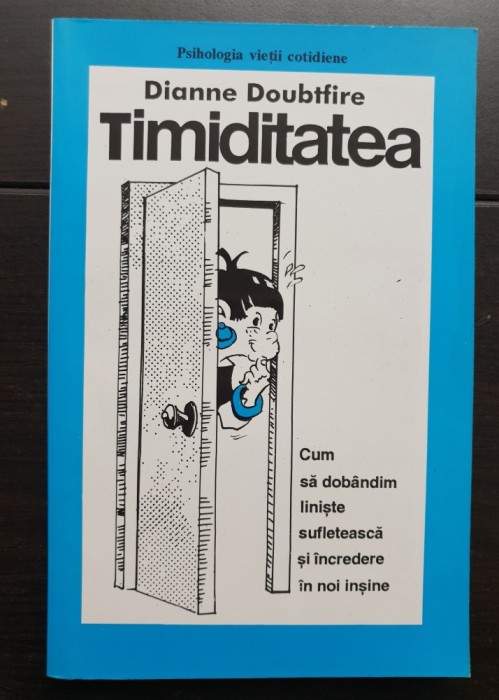 Psihologia vieții cotidiene
Dianne Doubtfire
Timiditatea
Cum
să dobândim
liniște
sufletească
și încredere
în noi inșine